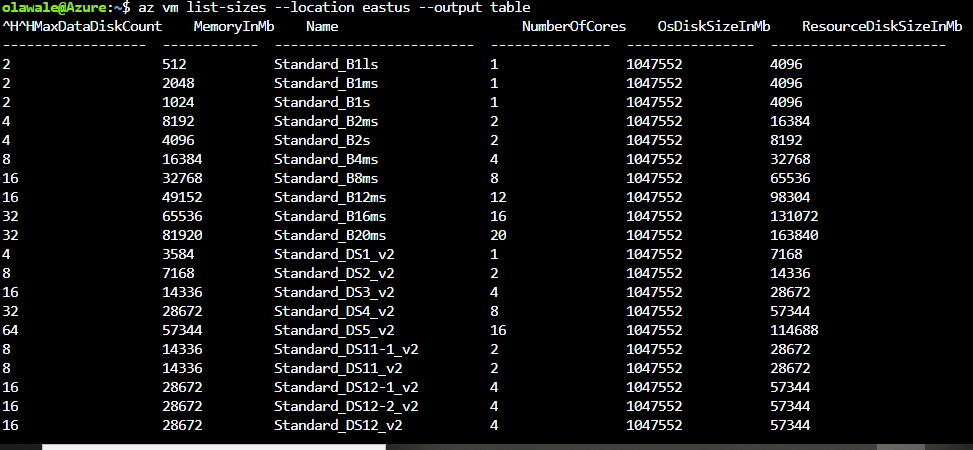 olawale@Azure:~$ az vm list-sizes --location eastus --output table
^H^HMaxDataDiskCount    MemoryInMb    Name                       NumberOfCores    OsDiskSizeInMb    ResourceDiskSizeInMb
------------------  ------------  -------------------------  ---------------  ----------------  ----------------------
2                   512           Standard_B1ls              1                1047552           4096
2                   2048          Standard_B1ms              1                1047552           4096
2                   1024          Standard_B1s               1                1047552           4096
4                   8192          Standard_B2ms              2                1047552           16384
4                   4096          Standard_B2s               2                1047552           8192
8                   16384         Standard_B4ms              4                1047552           32768
16                  32768         Standard_B8ms              8                1047552           65536
16                  49152         Standard_B12ms             12               1047552           98304
32                  65536         Standard_B16ms             16               1047552           131072
32                  81920         Standard_B20ms             20               1047552           163840
4                   3584          Standard_DS1_v2            1                1047552           7168
8                   7168          Standard_DS2_v2            2                1047552           14336
16                  14336         Standard_DS3_v2            4                1047552           28672
32                  28672         Standard_DS4_v2            8                1047552           57344
64                  57344         Standard_DS5_v2            16               1047552           114688
8                   14336         Standard_DS11-1_v2         2                1047552           28672
8                   14336         Standard_DS11_v2           2                1047552           28672
16                  28672         Standard_DS12-1_v2         4                1047552           57344
16                  28672         Standard_DS12-2_v2         4                1047552           57344
16                  28672         Standard_DS12_v2           4                1047552           57344